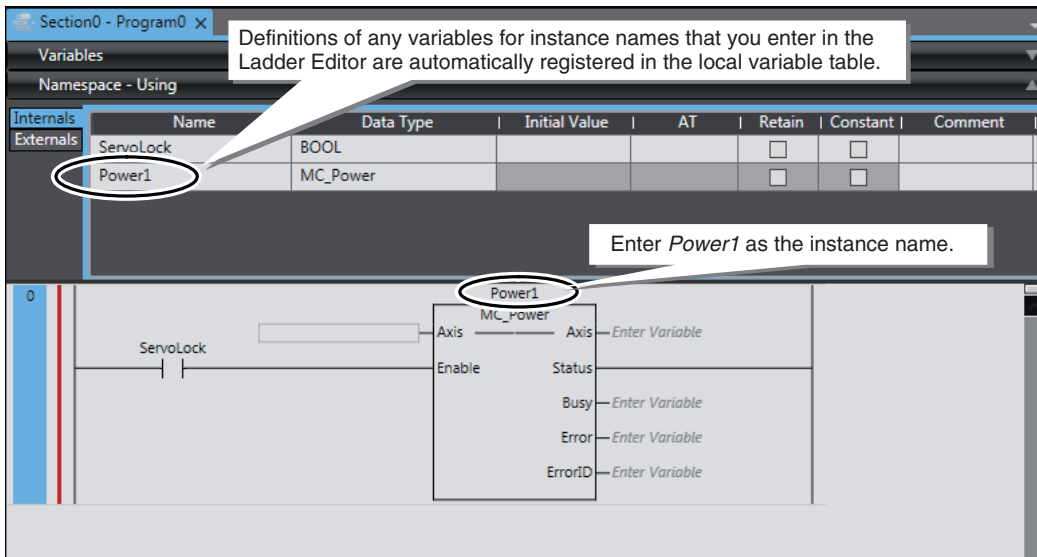 Section0 - Program0 X
Variables
Namespace - Using
Definitions of any variables for instance names that you enter in the
Ladder Editor are automatically registered in the local variable table.
Internals
Externals
Name | Data Type | Initial Value | AT | Retain | Constant | Comment
ServoLock BOOL
Power1 MC_Power
Enter Power1 as the instance name.
0
Power1
MC_Power
Axis Axis Enter Variable
ServoLock
Enable Status
Busy Enter Variable
Error Enter Variable
ErrorID Enter Variable